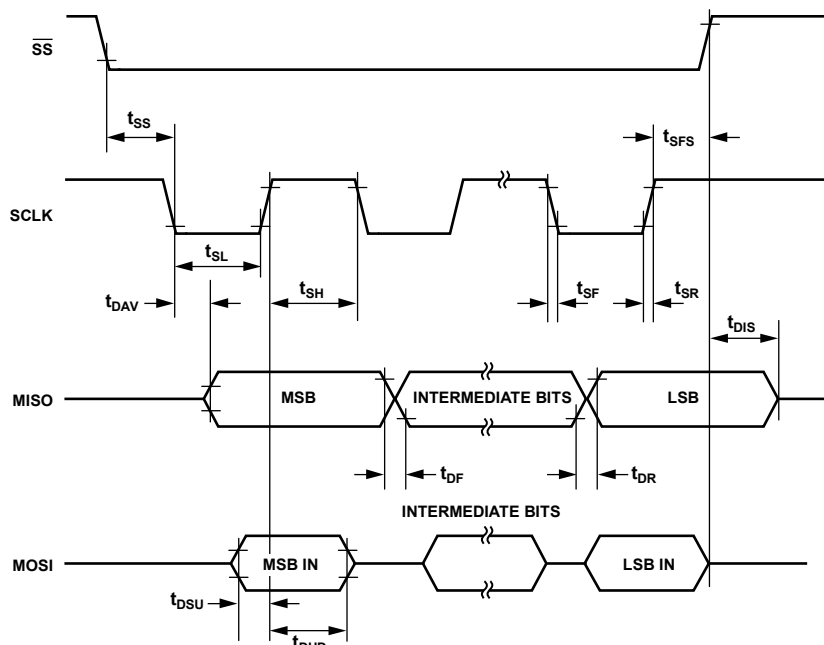 SS
tSS
tSFS
SCLK
tSL
tDAV
tSH
tSF
tSR
tDIS
MISO
MSB
INTERMEDIATE BITS
LSB
tDF
tDR
INTERMEDIATE BITS
MOSI
MSB IN
LSB IN
tDSU